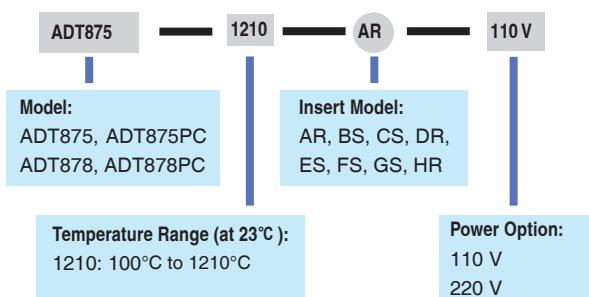 ADT875 1210 AR 110 V
Model:
ADT875, ADT875PC
ADT878, ADT878PC
Insert Model:
AR, BS, CS, DR,
ES, FS, GS, HR
Temperature Range (at 23℃ ):
1210: 100°C to 1210°C
Power Option:
110 V
220 V